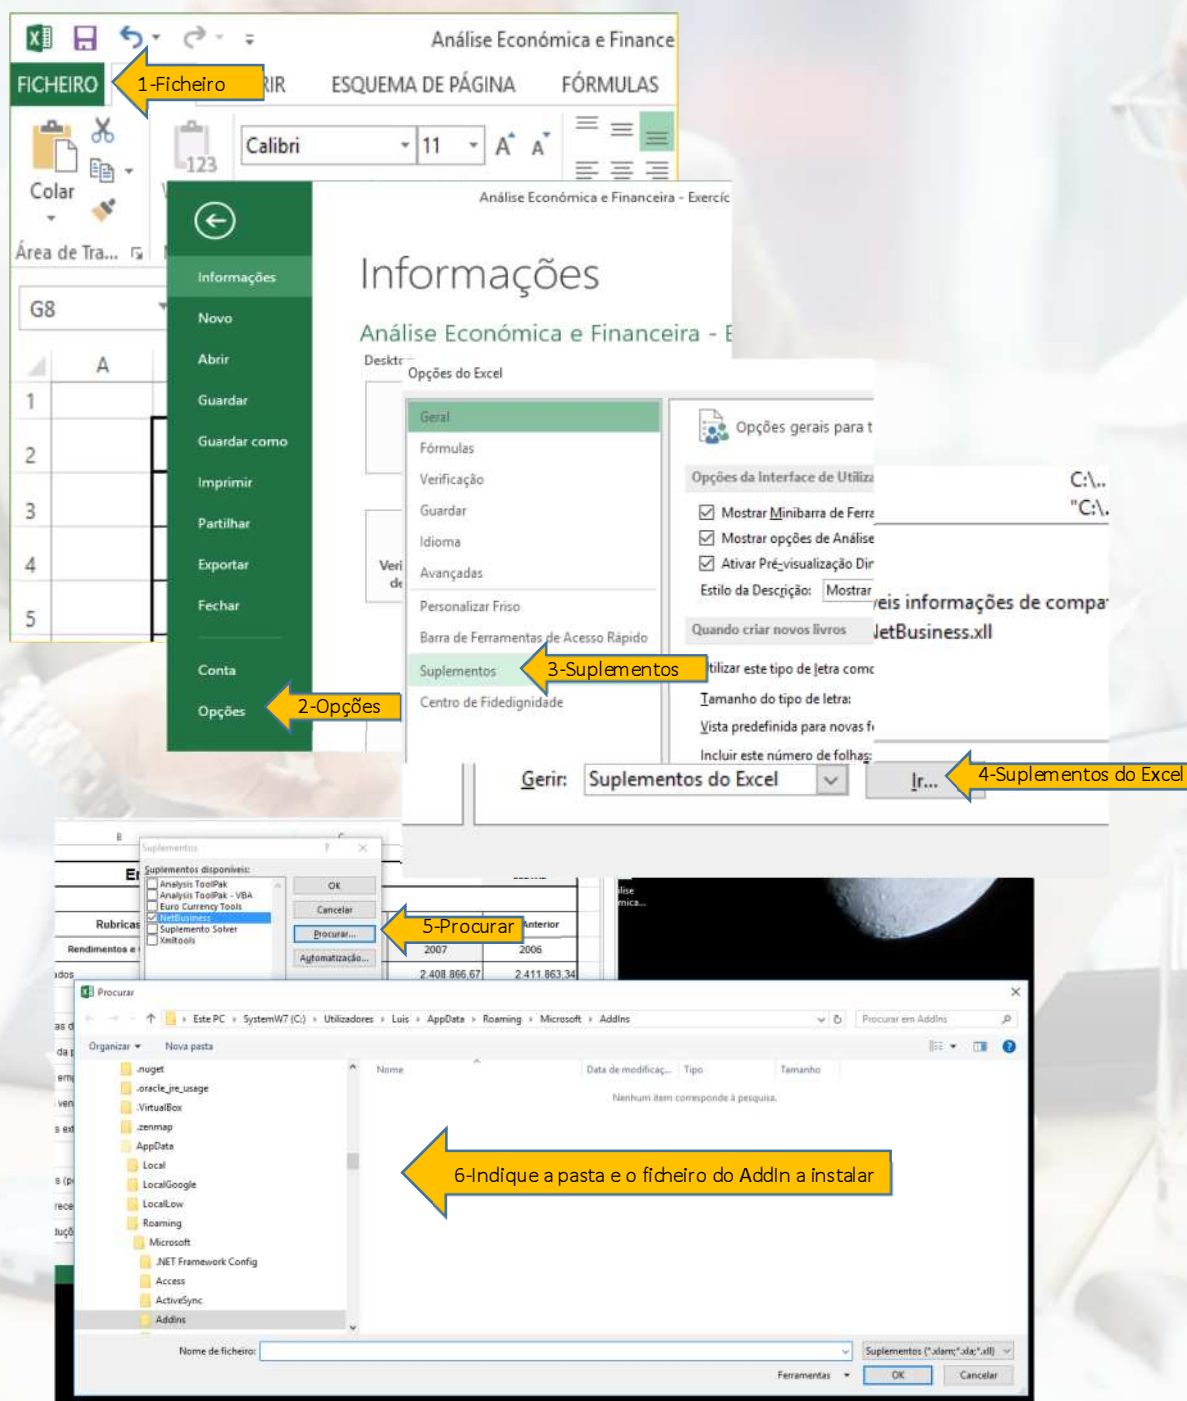 Análise Económica e Finance
FICHEIRO
1-Ficheiro
RIR
ESQUEMA DE PÁGINA
FÓRMULAS
Colar
123
Calibri
11
A A
Área de Tra...
Análise Económica e Financeira - Exercíc
Informações
Informações
G8
Novo
Análise Económica e Financeira - E
A
Abrir
Opções do Excel
1
Guardar
Geral
Opções gerais para t
Guardar como
Fórmulas
2
Verificação
Opções da Interface de Utiliza
C:\..
Imprimir
"C:\.
3
Guardar
Mostrar Minibarra de Ferra
Partilhar
Idioma
Mostrar opções de Análise
4
Exportar
Avançadas
Ativar Pré-visualização Dir
Estilo da Descrição: Mostrar
eis informações de compa
Fechar
Personalizar Friso
5
Barra de Ferramentas de Acesso Rápido
Quando criar novos livros
NetBusiness.xll
Conta
Suplementos
3-Suplementos
tilizar este tipo de letra como
Opções
2-Opções
Centro de Fidedignidade
Tamanho do tipo de letra:
Vista predefinida para novas f
Incluir este número de folhas:
Gerir: Suplementos do Excel
Ir...
4-Suplementos do Excel
B
C
Suplementos
? ×
Suplementos disponíveis:
Analysis ToolPak
Analysis ToolPak - VBA
Euro Currency Tools
NetBusiness
Suplemento Solver
Xmltools
OK
Cancelar
Procurar...
Automatização...
5-Procurar
Anterior
Rubricas
Rendimentos e
2007
2006
2.408.866,67
2.411.863,34
Procurar
Este PC › SystemW7 (C:) › Utilizadores › Luis › AppData › Roaming › Microsoft › AddIns
Procurar em AddIns
Organizar
Nova pasta
.nuget
.oracle_jre_usage
.VirtualBox
.zenmap
AppData
Local
LocalGoogle
LocalLow
Roaming
Microsoft
.NET Framework Config
Access
ActiveSync
AddIns
Nome
Data de modificaç...
Tipo
Tamanho
Nenhum item corresponde à pesquisa.
6-Indique a pasta e o ficheiro do AddIn a instalar
Nome de ficheiro:
Suplementos (*.xlam;*.xla;*.xll)
Ferramentas
OK
Cancelar